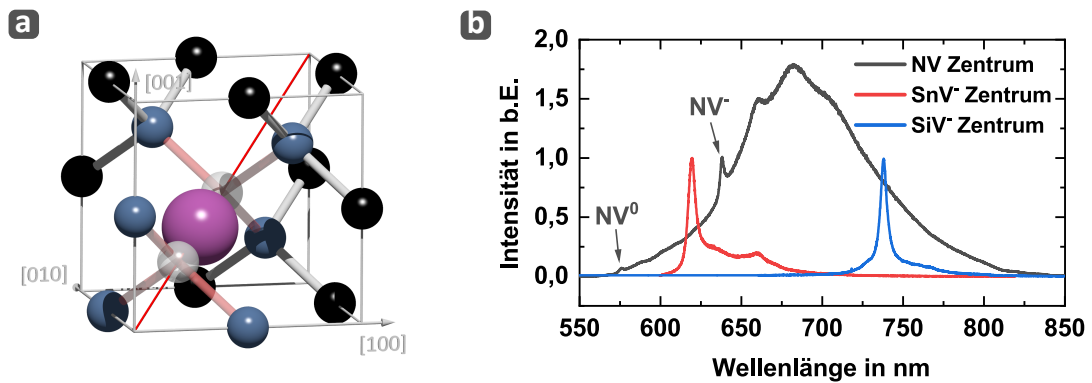 a
[001]
[010]
[100]
b
Intensität in b.E.
2,0
1,5
1,0
0,5
0,0
NV Zentrum
SnV⁻ Zentrum
SiV⁻ Zentrum
NV⁻
NV⁰
550 600 650 700 750 800 850
Wellenlänge in nm